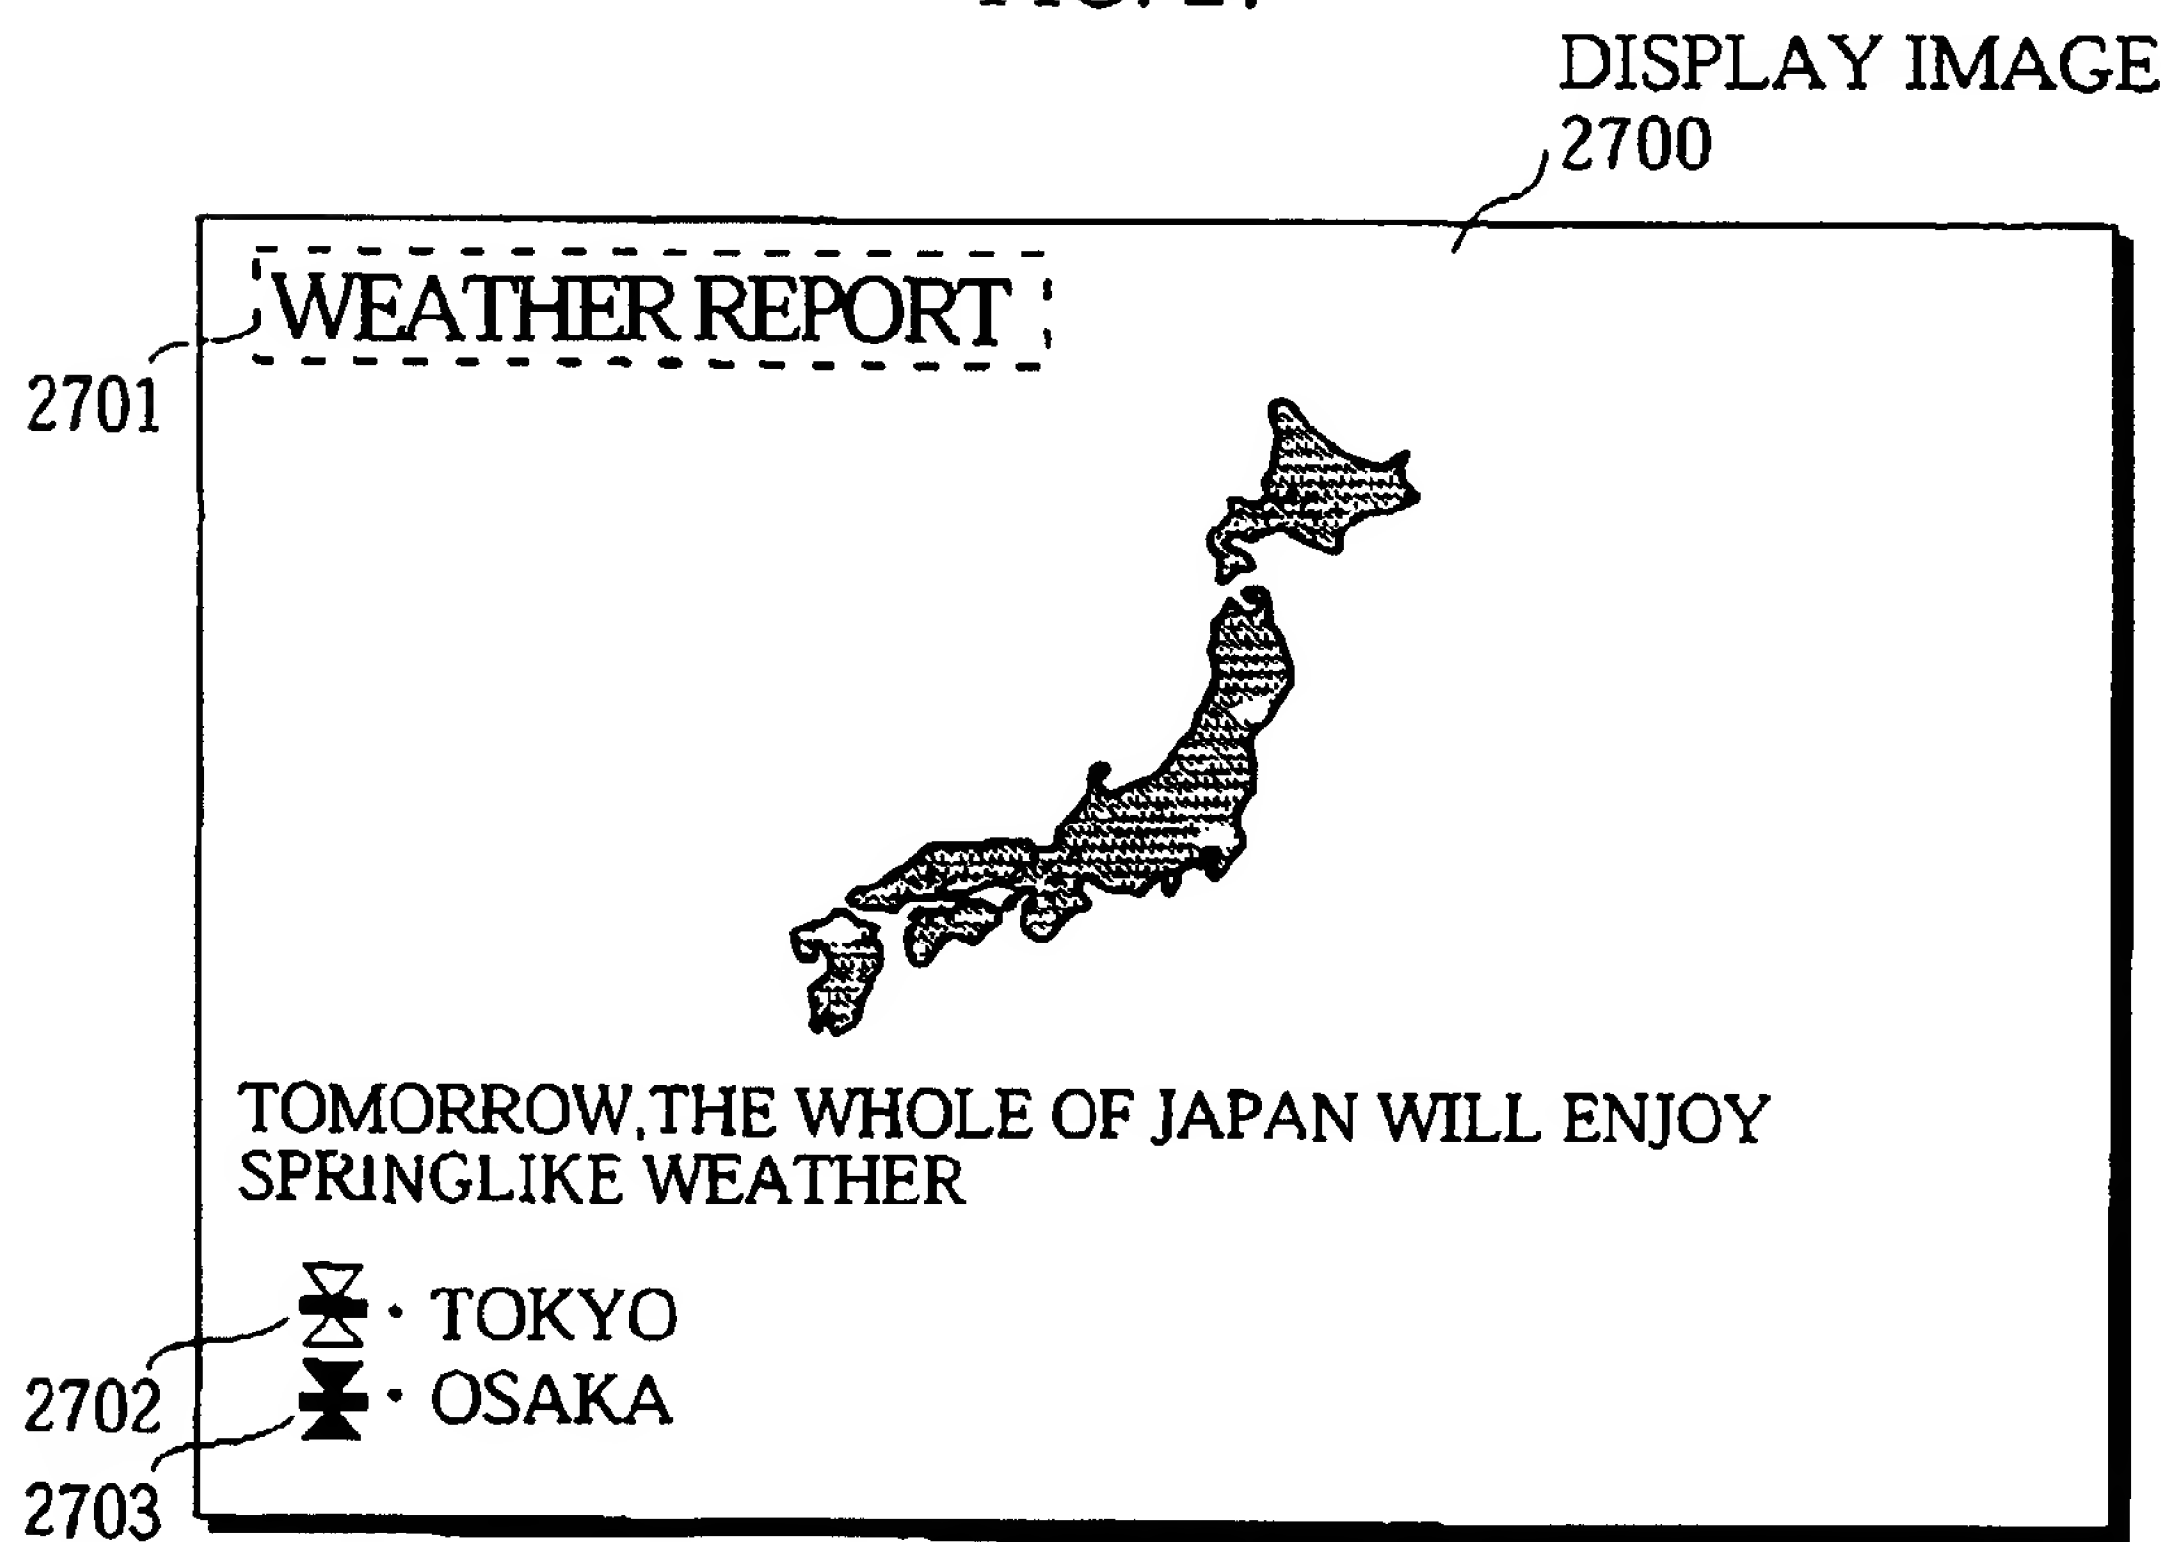 DISPLAY IMAGE
2700
WEATHER REPORT
2701
TOMORROW,THE WHOLE OF JAPAN WILL ENJOY
SPRINGLIKE WEATHER
· TOKYO
2702
· OSAKA
2703